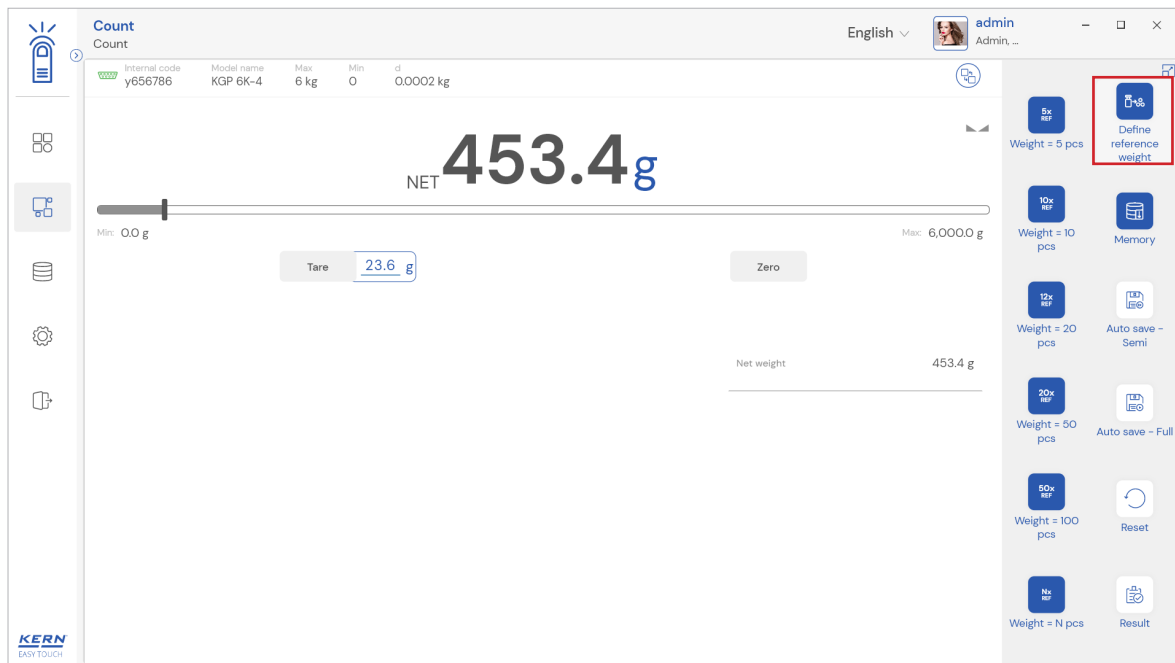 Count
Count
English
admin
Admin, ...
Internal code
y656786
Model name
KGP 6K-4
Max
6 kg
Min
0
d
0.0002 kg
NET 453.4g
Min: 0.0 g
Max: 6,000.0 g
Tare
23.6 g
Zero
Net weight
453.4 g
5x
REF
Weight = 5 pcs
Define
reference
weight
10x
REF
Weight = 10
pcs
Memory
12x
REF
Weight = 20
pcs
Auto save -
Semi
20x
REF
Weight = 50
pcs
Auto save - Full
50x
REF
Weight = 100
pcs
Reset
Nx
REF
Weight = N pcs
Result
KERN
EASY TOUCH